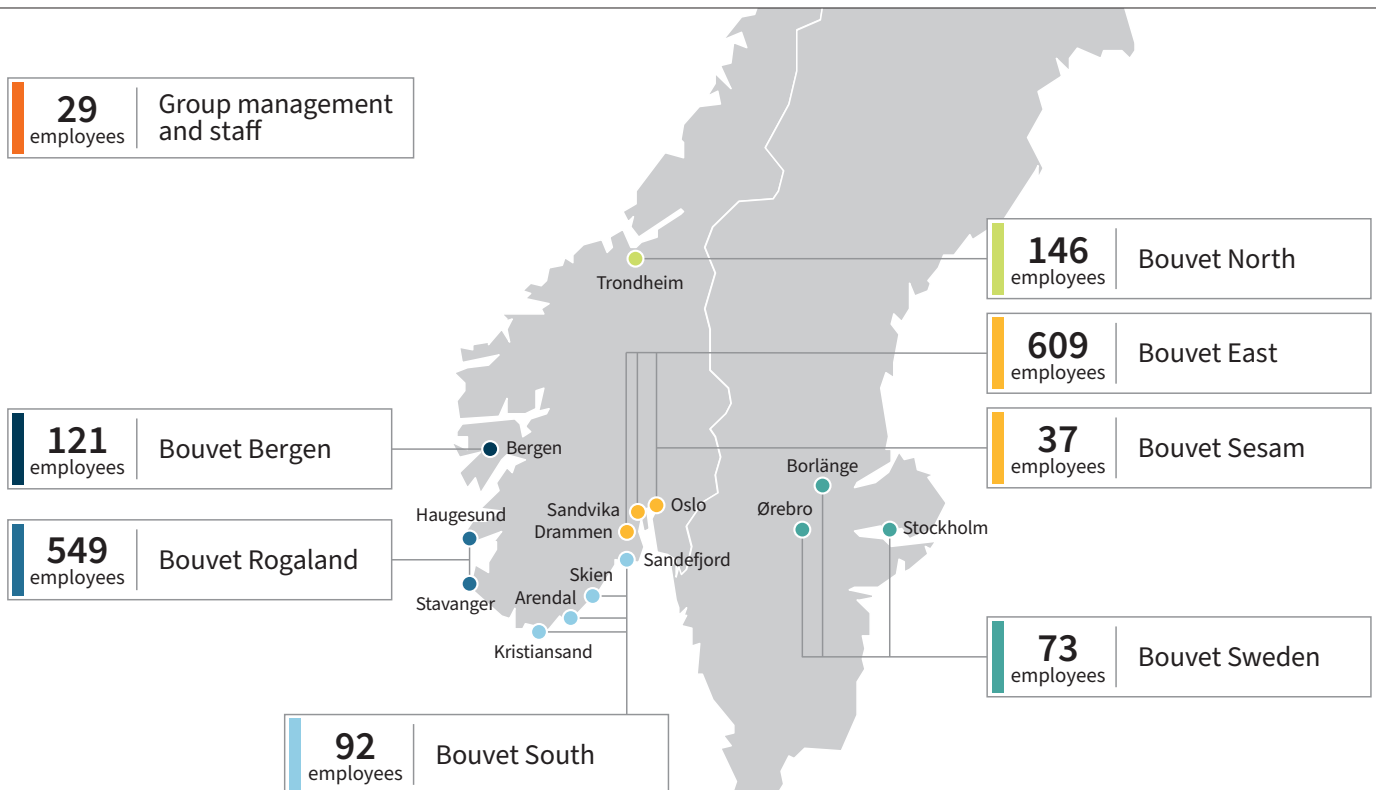 29
employees
Group management
and staff
146
employees
Bouvet North
Trondheim
609
employees
Bouvet East
121
employees
Bouvet Bergen
Bergen
37
employees
Bouvet Sesam
Borlänge
Haugesund
Sandvika
Oslo
Ørebro
Drammen
Stockholm
549
employees
Bouvet Rogaland
Sandefjord
Skien
Stavanger
Arendal
Kristiansand
73
employees
Bouvet Sweden
92
employees
Bouvet South